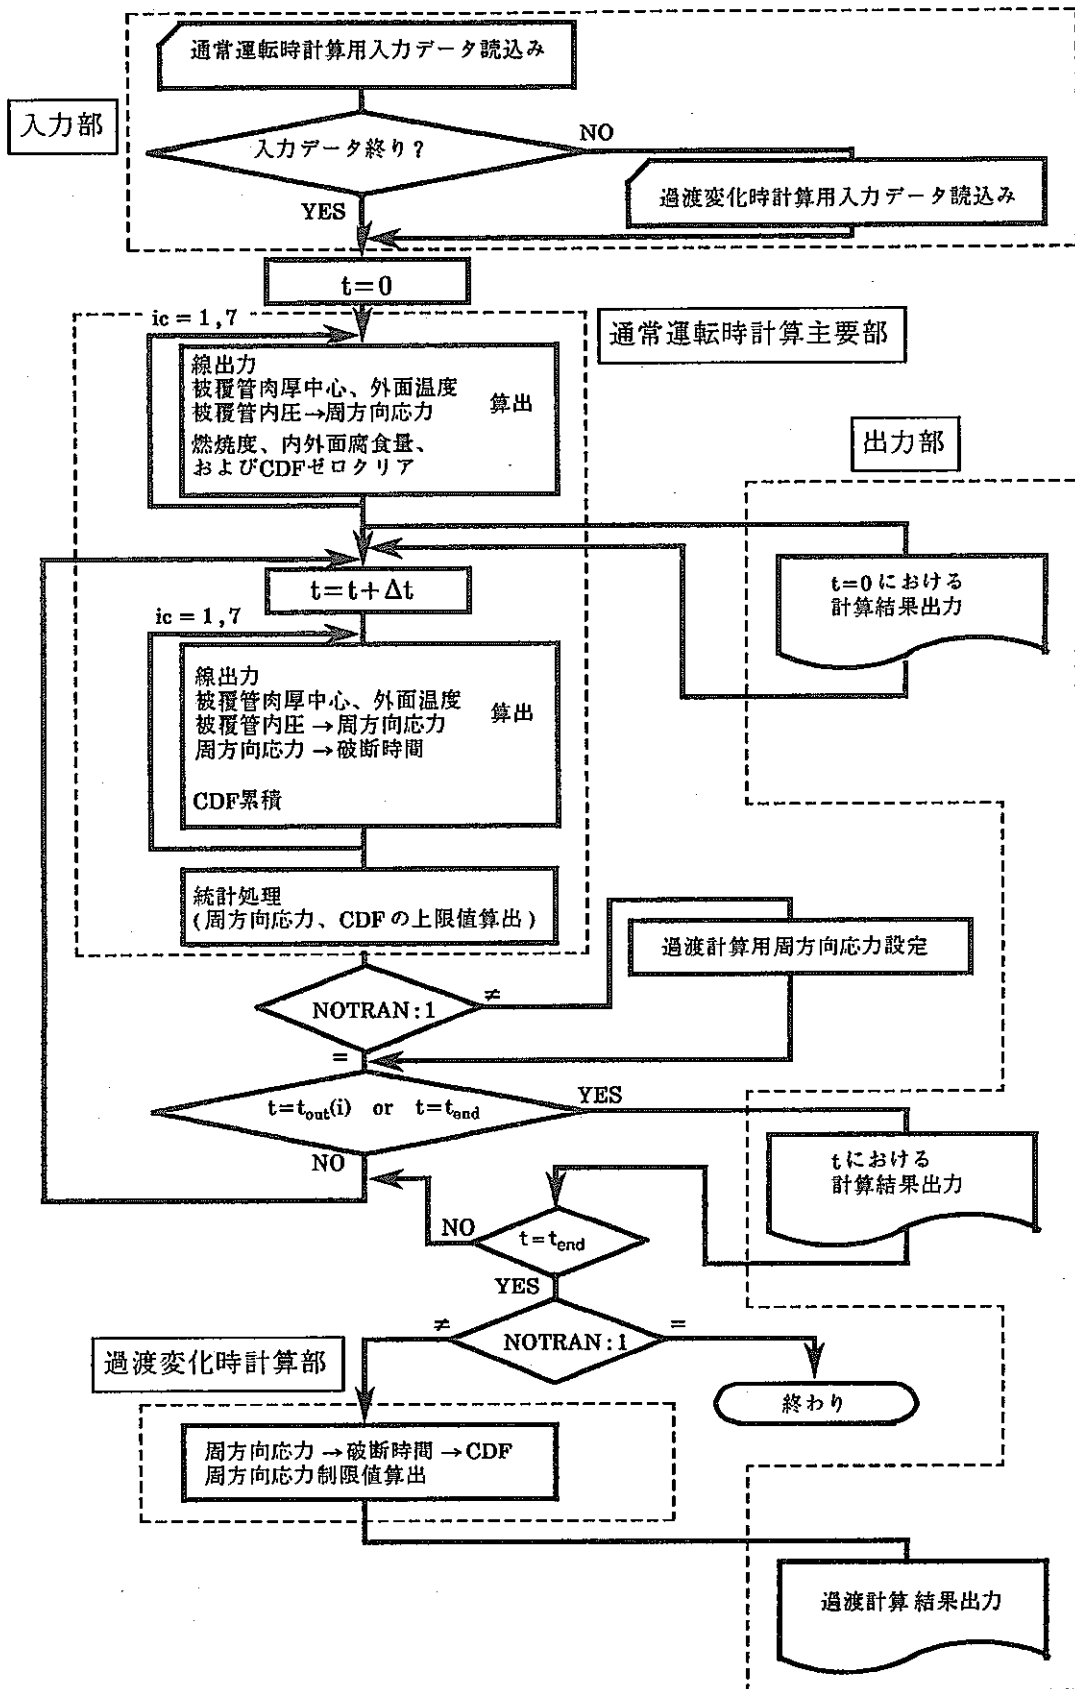 通常運転時計算用入力データ読込み
入力部
入力データ終り？
NO
YES
過渡変化時計算用入力データ読込み
t=0
ic = 1 , 7
通常運転時計算主要部
線出力
被覆管肉厚中心、外面温度
算出
被覆管内圧→周方向応力
燃焼度、内外面腐食量、
およびCDFゼロクリア
出力部
t=0 における
計算結果出力
t=t+Δt
ic = 1 , 7
線出力
被覆管肉厚中心、外面温度
算出
被覆管内圧 → 周方向応力
周方向応力 → 破断時間
CDF累積
統計処理
(周方向応力、CDF の上限値算出)
過渡計算用周方向応力設定
NOTRAN : 1
≠
=
t=tout(i) or t=tend
YES
NO
tにおける
計算結果出力
t=tend
NO
YES
NOTRAN : 1
≠
=
過渡変化時計算部
終わり
周方向応力 → 破断時間 → CDF
周方向応力制限値算出
過渡計算 結果出力